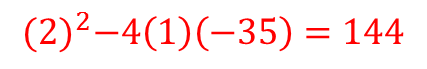 (2)²−4(1)(−35) = 144